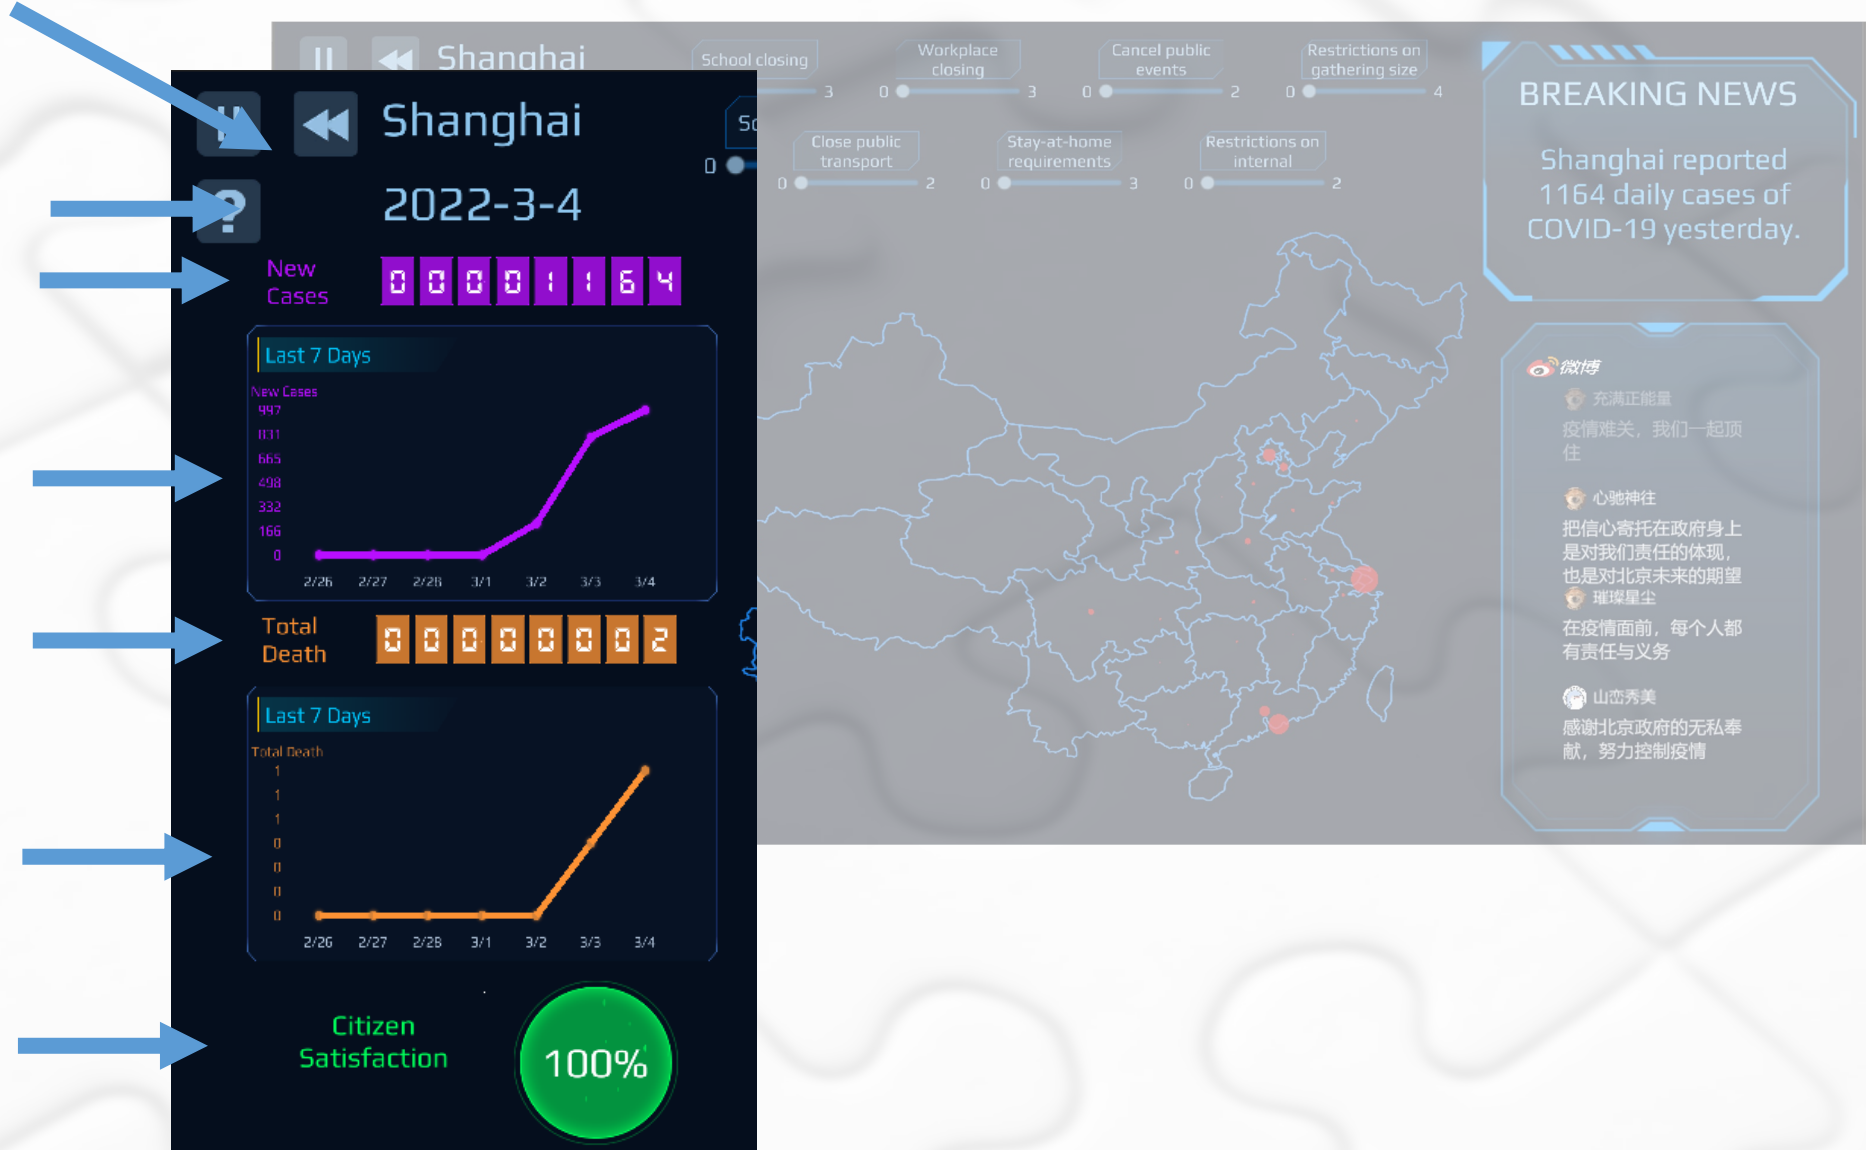 Shanghai
School closing
3
Workplace
closing
0
3
Cancel public
events
0
2
Restrictions on
gathering size
0
4
Close public
transport
0
2
Stay-at-home
requirements
0
3
Restrictions on
internal
0
2
Shanghai
Sc
0
?
2022-3-4
New
Cases
00001164
Last 7 Days
New Cases
997
831
665
498
332
166
0
2/26 2/27 2/28 3/1 3/2 3/3 3/4
Total
Death
00000002
Last 7 Days
Total Death
1
1
1
0
0
0
0
2/26 2/27 2/28 3/1 3/2 3/3 3/4
Citizen
Satisfaction
100%
BREAKING NEWS
Shanghai reported
1164 daily cases of
COVID-19 yesterday.
微博
充满正能量
疫情难关，我们一起顶
住
心驰神往
把信心寄托在政府身上
是对我们责任的体现，
也是对北京未来的期望
璀璨星尘
在疫情面前，每个人都
有责任与义务
山峦秀美
感谢北京政府的无私奉
献，努力控制疫情